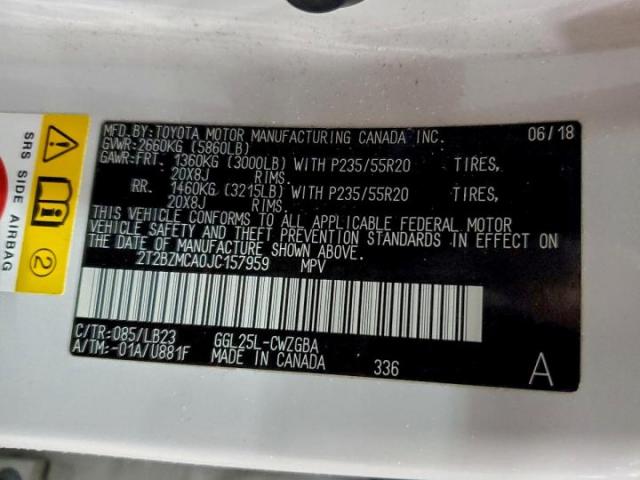 MFD.BY:TOYOTA MOTOR MANUFACTURING CANADA INC. 06/18
GVWR:2660KG (5860LB)
GAWR:FRT. 1360KG (3000LB) WITH P235/55R20 TIRES,
20X8J RIMS.
RR. 1460KG (3215LB) WITH P235/55R20 TIRES,
20X8J RIMS.
THIS VEHICLE CONFORMS TO ALL APPLICABLE FEDERAL MOTOR
VEHICLE SAFETY AND THEFT PREVENTION STANDARDS IN EFFECT ON
THE DATE OF MANUFACTURE SHOWN ABOVE.
2T2BZMCA0JC157959 MPV
C/TR:085/LB23 GGL25L-CWZGBA
A/TM:-01A/U881F MADE IN CANADA 336 A
SRS SIDE AIRBAG
2